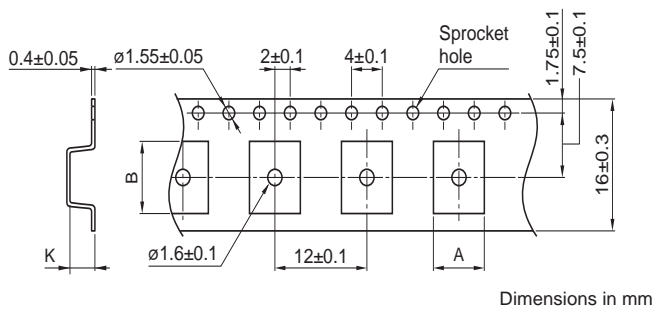 0.4±0.05
ø1.55±0.05
2±0.1
4±0.1
Sprocket
hole
1.75±0.1
7.5±0.1
16±0.3
B
K
ø1.6±0.1
12±0.1
A
Dimensions in mm